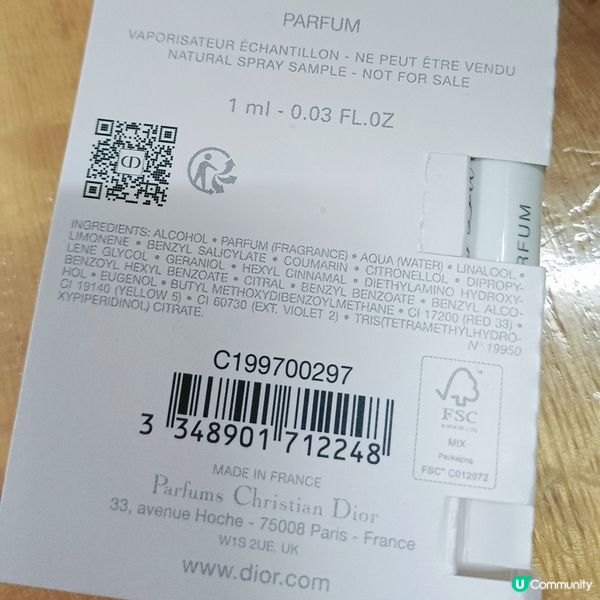 PARFUM
VAPORISATEUR ÉCHANTILLON - NE PEUT ÊTRE VENDU
NATURAL SPRAY SAMPLE - NOT FOR SALE
1 ml - 0.03 FL.OZ
CD
PARFUM
INGREDIENTS: ALCOHOL • PARFUM (FRAGRANCE) • AQUA (WATER) • LINALOOL •
LIMONENE • BENZYL SALICYLATE • COUMARIN • CITRONELLOL • DIPROPY-
LENE GLYCOL • GERANIOL • HEXYL CINNAMAL • DIETHYLAMINO HYDROXY-
BENZOYL HEXYL BENZOATE • CITRAL • BENZYL BENZOATE • BENZYL ALCO-
HOL • EUGENOL • BUTYL METHOXYDIBENZOYLMETHANE • CI 17200 (RED 33) •
CI 19140 (YELLOW 5) • CI 60730 (EXT. VIOLET 2) • TRIS(TETRAMETHYLHYDRO-
XYPIPERIDINOL) CITRATE.
N° 19950
C199700297
3 348901 712248
FSC
MIX
Packaging
FSC™ C012972
MADE IN FRANCE
Parfums Christian Dior
33, avenue Hoche - 75008 Paris - France
W1S 2UE, UK
www.dior.com
U Community